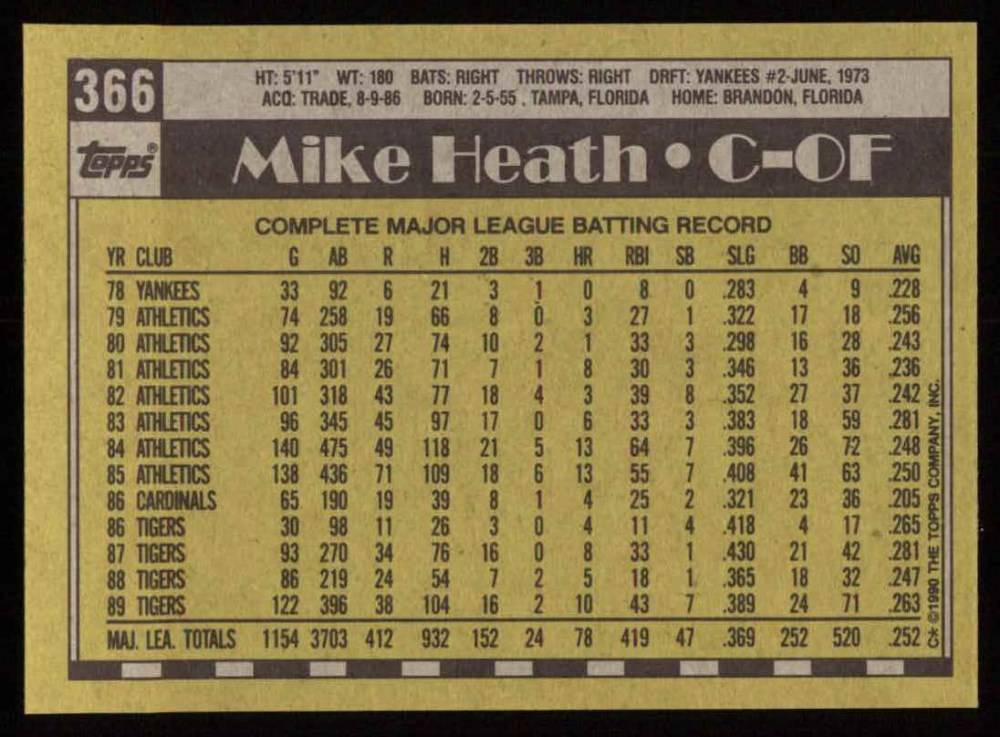 366
HT: 5'11" WT: 180 BATS: RIGHT THROWS: RIGHT DRFT: YANKEES #2-JUNE, 1973
ACQ: TRADE, 8-9-86 BORN: 2-5-55 , TAMPA, FLORIDA HOME: BRANDON, FLORIDA
topps®
Mike Heath • C-OF
COMPLETE MAJOR LEAGUE BATTING RECORD
YR CLUB G AB R H 2B 3B HR RBI SB SLG BB SO AVG
78 YANKEES 33 92 6 21 3 1 0 8 0 .283 4 9 .228
79 ATHLETICS 74 258 19 66 8 0 3 27 1 .322 17 18 .256
80 ATHLETICS 92 305 27 74 10 2 1 33 3 .298 16 28 .243
81 ATHLETICS 84 301 26 71 7 1 8 30 3 .346 13 36 .236
82 ATHLETICS 101 318 43 77 18 4 3 39 8 .352 27 37 .242
83 ATHLETICS 96 345 45 97 17 0 6 33 3 .383 18 59 .281
84 ATHLETICS 140 475 49 118 21 5 13 64 7 .396 26 72 .248
85 ATHLETICS 138 436 71 109 18 6 13 55 7 .408 41 63 .250
86 CARDINALS 65 190 19 39 8 1 4 25 2 .321 23 36 .205
86 TIGERS 30 98 11 26 3 0 4 11 4 .418 4 17 .265
87 TIGERS 93 270 34 76 16 0 8 33 1 .430 21 42 .281
88 TIGERS 86 219 24 54 7 2 5 18 1 .365 18 32 .247
89 TIGERS 122 396 38 104 16 2 10 43 7 .389 24 71 .263
MAJ. LEA. TOTALS 1154 3703 412 932 152 24 78 419 47 .369 252 520 .252
C* ©1990 THE TOPPS COMPANY, INC.